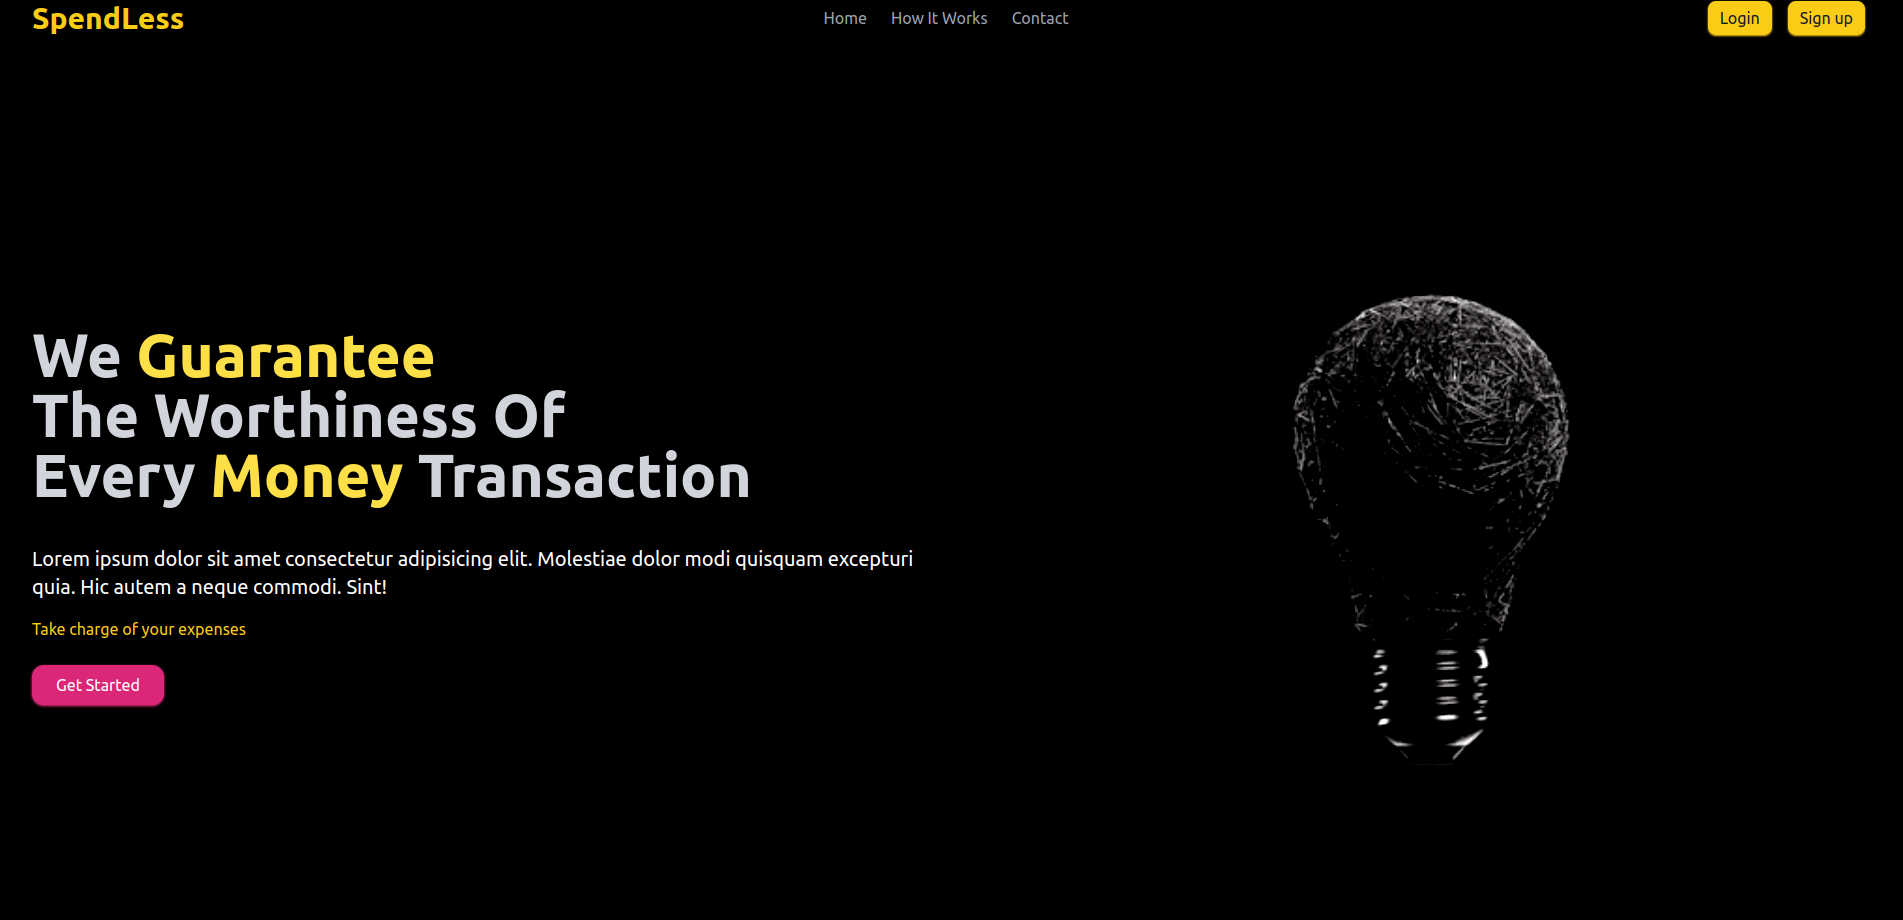 SpendLess
Home How It Works Contact
Login Sign up
We Guarantee
The Worthiness Of
Every Money Transaction
Lorem ipsum dolor sit amet consectetur adipisicing elit. Molestiae dolor modi quisquam excepturi
quia. Hic autem a neque commodi. Sint!
Take charge of your expenses
Get Started